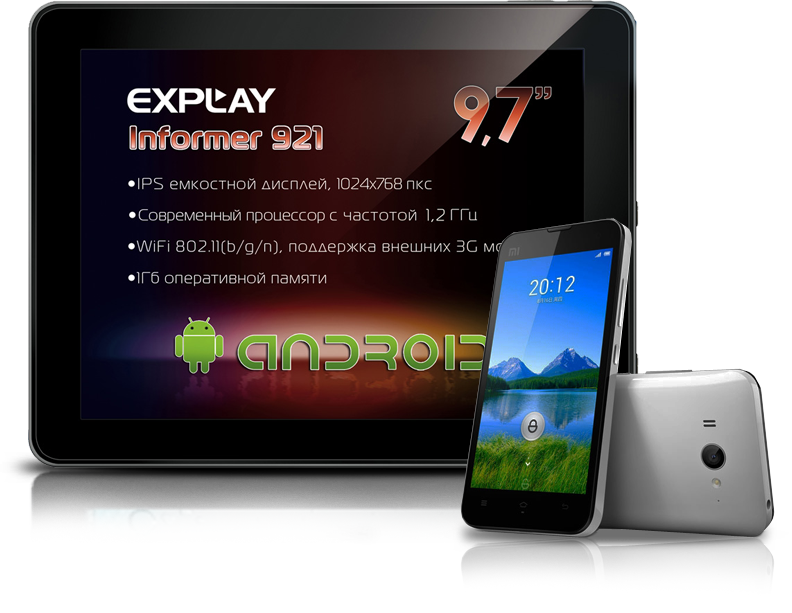 EXPLAY
Informer 921
9,7”
•IPS емкостной дисплей, 1024x768 пкс
•Современный процессор с частотой 1,2 ГГц
•WiFi 802.11(b/g/n), поддержка внешних 3G
•1Гб оперативной памяти
ANDROID
MI
20:12